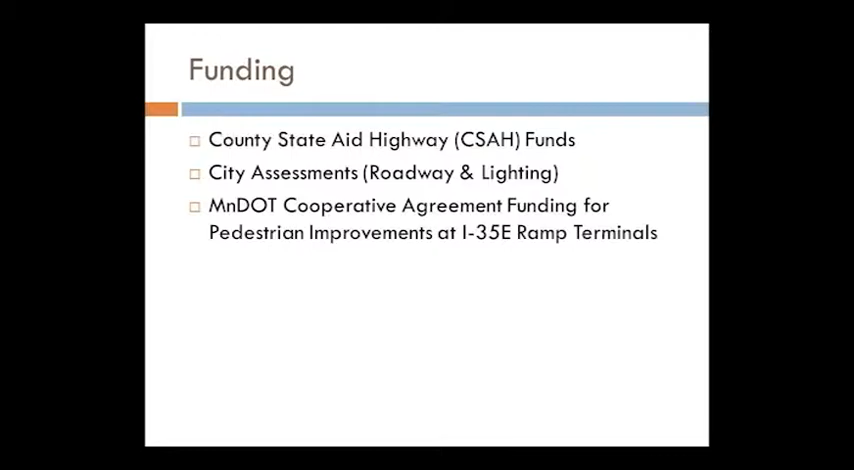 Funding
County State Aid Highway (CSAH) Funds
City Assessments (Roadway & Lighting)
MnDOT Cooperative Agreement Funding for
Pedestrian Improvements at I-35E Ramp Terminals